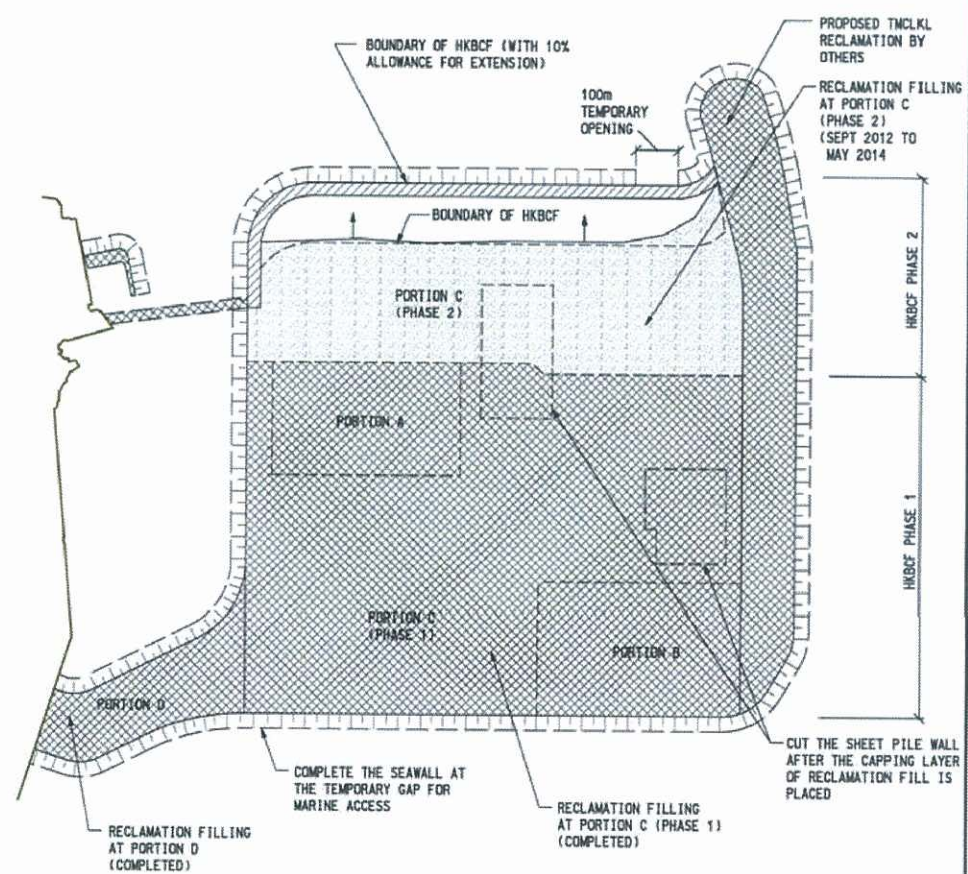 PROPOSED TMCLKL
RECLAMATION BY
OTHERS
BOUNDARY OF HKBCF (WITH 10%
ALLOWANCE FOR EXTENSION)
100m
TEMPORARY
OPENING
RECLAMATION FILLING
AT PORTION C
(PHASE 2)
(SEPT 2012 TO
MAY 2014
BOUNDARY OF HKBCF
PORTION C
(PHASE 2)
HKBCF PHASE 2
PORTION A
HKBCF PHASE 1
PORTION C
(PHASE 1)
PORTION B
PORTION D
CUT THE SHEET PILE WALL
AFTER THE CAPPING LAYER
OF RECLAMATION FILL IS
PLACED
COMPLETE THE SEAWALL AT
THE TEMPORARY GAP FOR
MARINE ACCESS
RECLAMATION FILLING
AT PORTION C (PHASE 1)
(COMPLETED)
RECLAMATION FILLING
AT PORTION D
(COMPLETED)